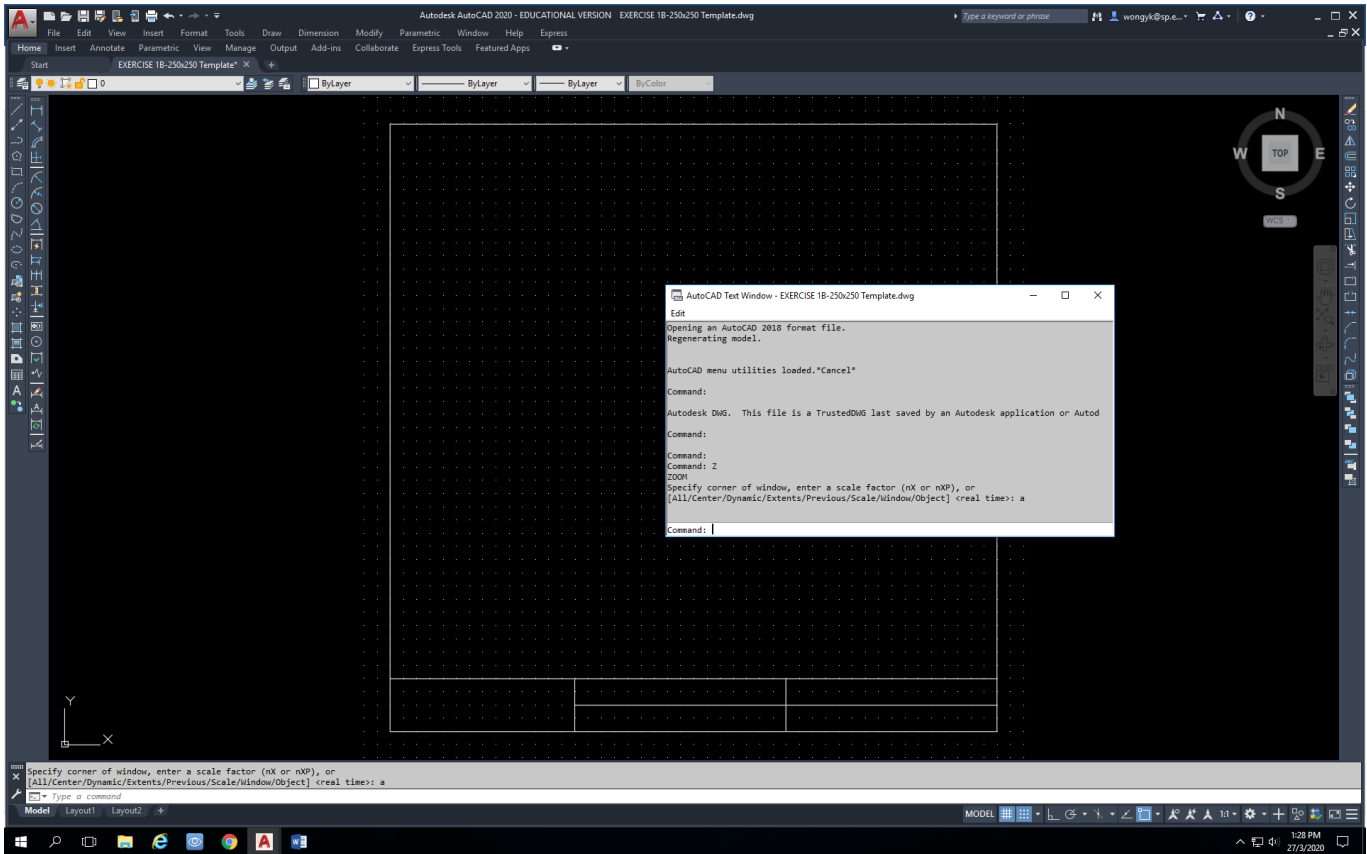 Autodesk AutoCAD 2020 - EDUCATIONAL VERSION EXERCISE 1B-250x250 Template.dwg
Type a keyword or phrase
wongyk@sp.e...
File Edit View Insert Format Tools Draw Dimension Modify Parametric Window Help Express
Home Insert Annotate Parametric View Manage Output Add-ins Collaborate Express Tools Featured Apps
Start EXERCISE 1B-250x250 Template*
0 ByLayer ByLayer ByLayer ByColor
N
W TOP E
S
WCS
AutoCAD Text Window - EXERCISE 1B-250x250 Template.dwg
Edit
Opening an AutoCAD 2018 format file.
Regenerating model.
AutoCAD menu utilities loaded.*Cancel*
Command:
Autodesk DWG.  This file is a TrustedDWG last saved by an Autodesk application or Autod
Command:
Command:
Command: Z
ZOOM
Specify corner of window, enter a scale factor (nX or nXP), or
[All/Center/Dynamic/Extents/Previous/Scale/Window/Object] <real time>: a
Command:
Y
X
Specify corner of window, enter a scale factor (nX or nXP), or
[All/Center/Dynamic/Extents/Previous/Scale/Window/Object] <real time>: a
Type a command
Model Layout1 Layout2 +
MODEL 1:1
1:28 PM
27/3/2020